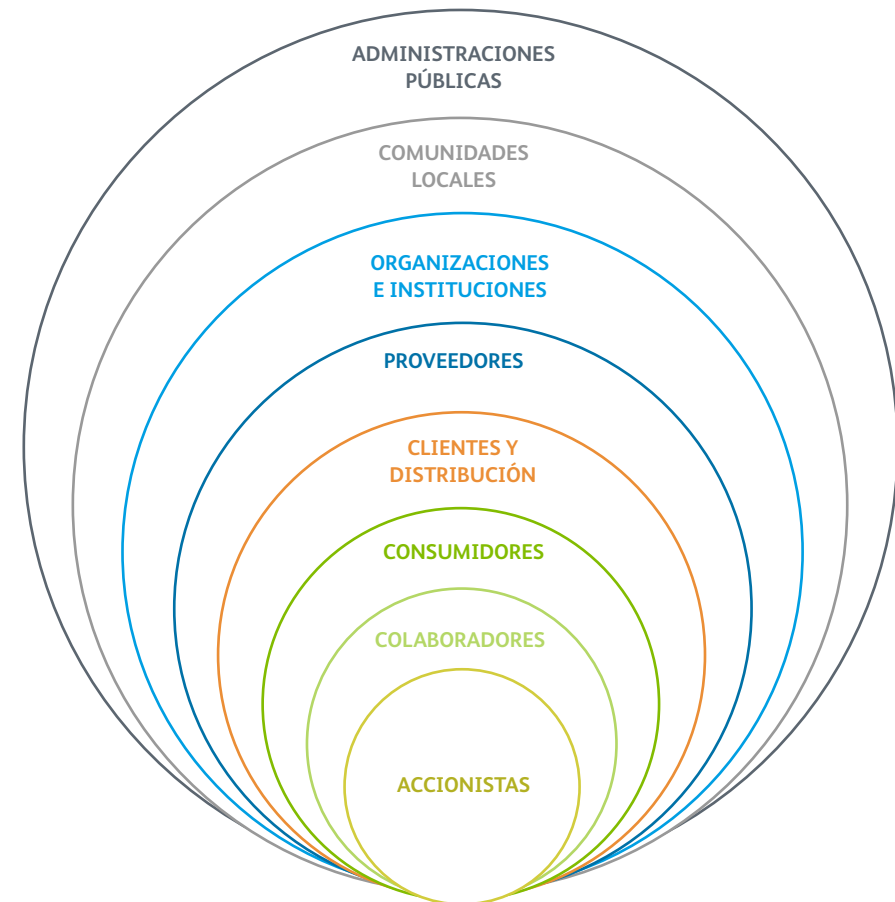 ADMINISTRACIONES
PÚBLICAS
COMUNIDADES
LOCALES
ORGANIZACIONES
E INSTITUCIONES
PROVEEDORES
CLIENTES Y
DISTRIBUCIÓN
CONSUMIDORES
COLABORADORES
ACCIONISTAS